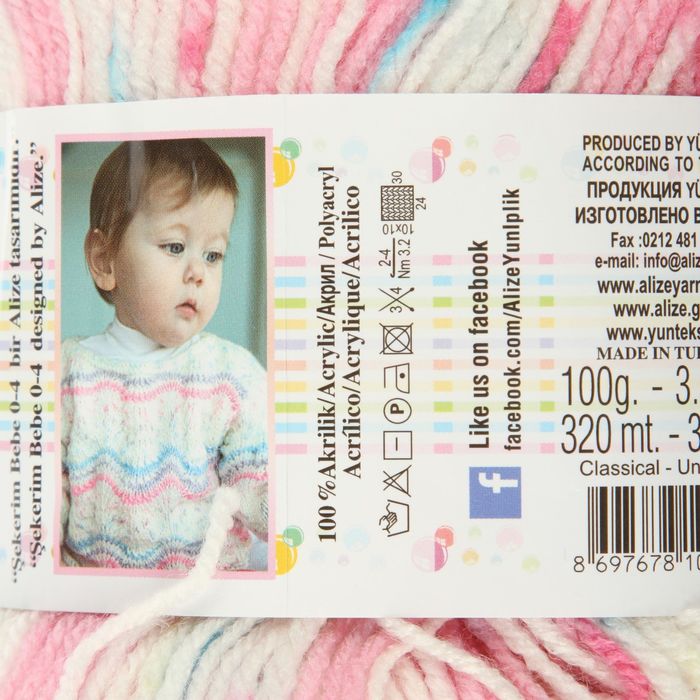 “Şekerim Bebe 0-4 bir Alize tasarımıdır.”
“Şekerim Bebe 0-4 designed by Alize.”
100 %Akrilik/Acrylic/Акрил / Polyacryl
Acrílico/Acrylique/Acrilico
3 4
2-4
Nm 3.2
10x10
30
24
P
Like us on facebook
facebook.com/AlizeYunIplik
f
PRODUCED BY
ACCORDING TO
ПРОДУКЦИЯ
ИЗГОТОВЛЕНО
Fax :0212 481
e-mail: info@aliz
www.alizeyarn
www.alize.g
www.yunteks
MADE IN TU
100g. - 3.
320 mt. - 3
Classical - Un
8 697678 10